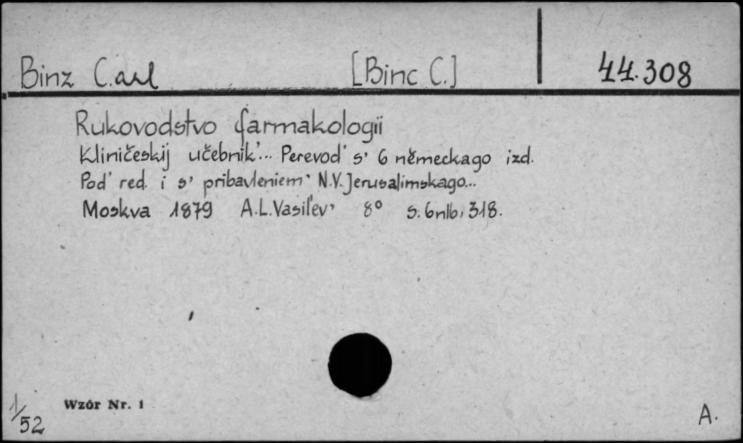 Binz Carl [Binc C.] 44.308
Rukovodstvo farmakologii
Kliničeskij učebnik'... Perevod' s' 6 německago izd.
Pod' red. i s' pribavleniem' N.V. Jerusalimskago...
Moskva 1879 A.L. Vasil'ev' 8° s. 6nlb, 318.
1/52
Wzór Nr. 1
A.